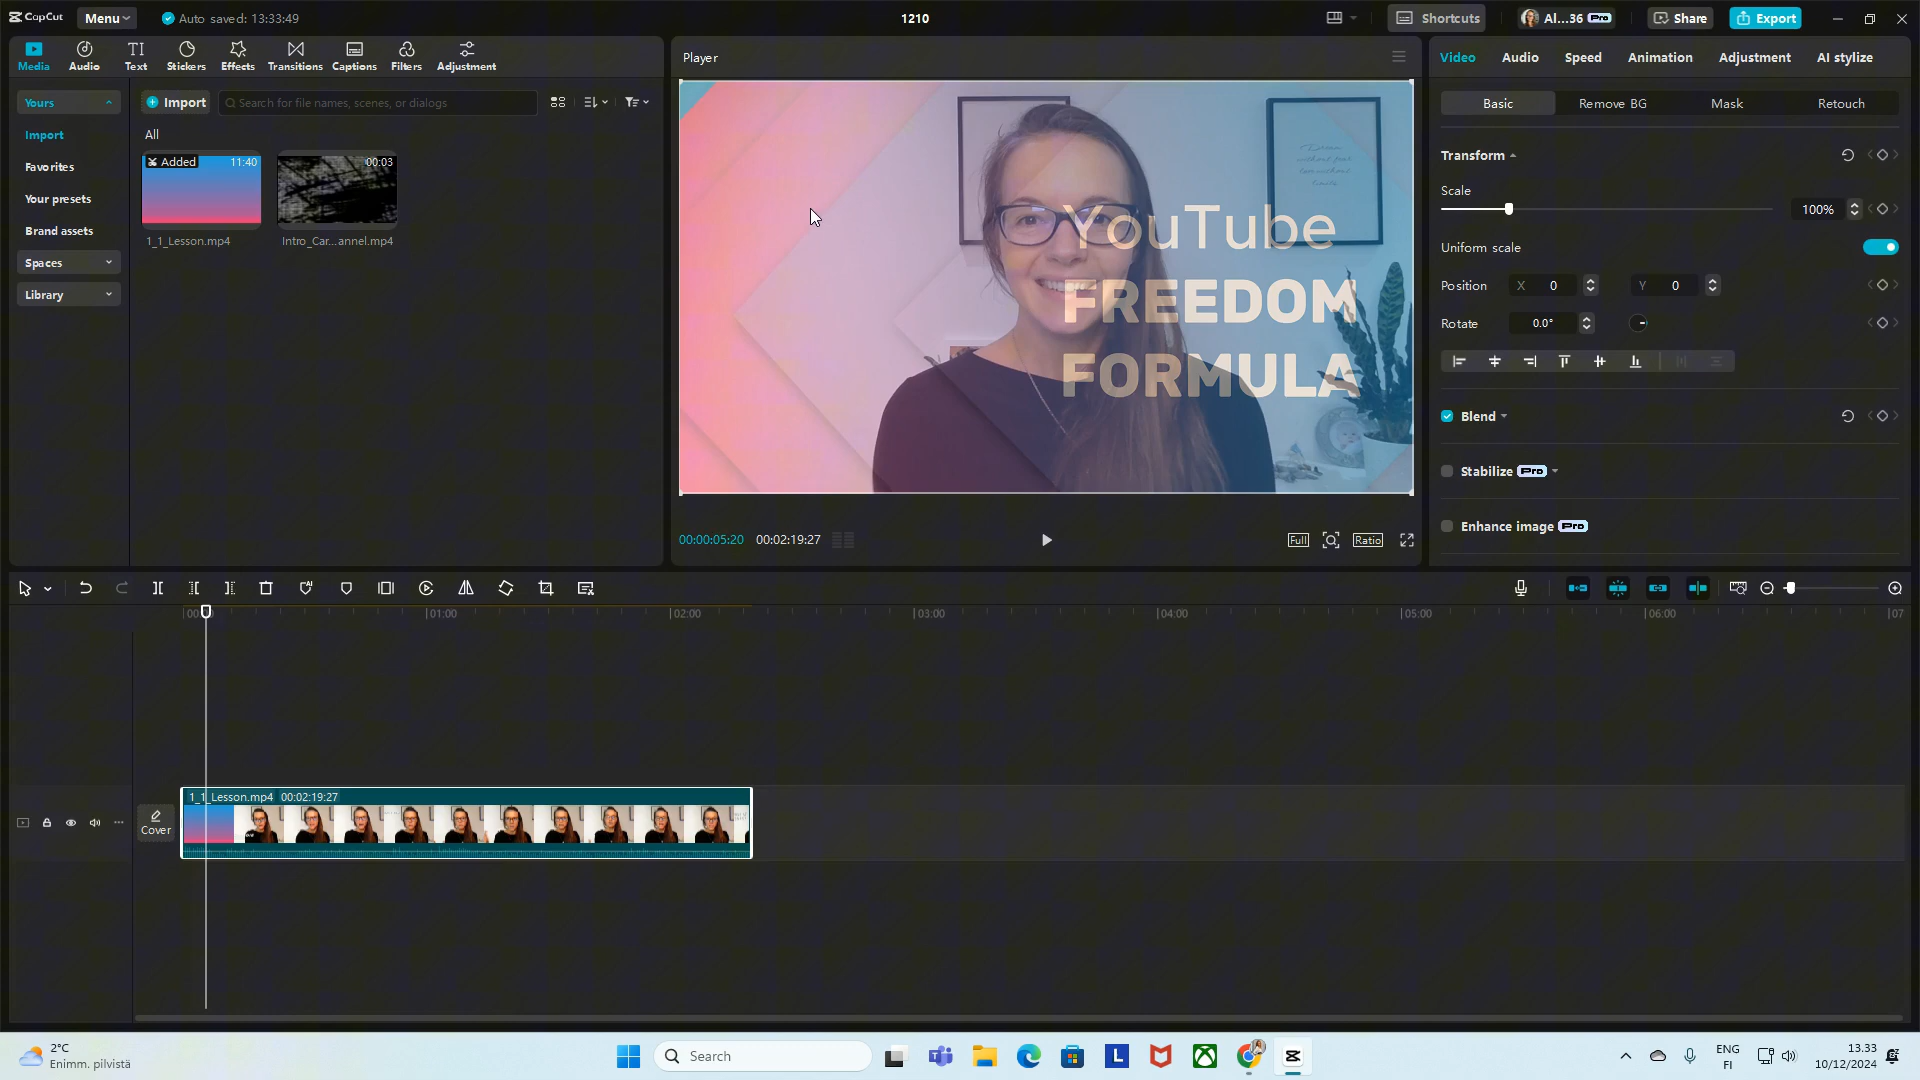 CapCut
Menu
Auto saved: 13:33:49
1210
Shortcuts
Al...36 Pro
Share
Export
Media
Audio
Text
Stickers
Effects
Transitions
Captions
Filters
Adjustment
Yours
Import
Favorites
Your presets
Brand assets
Spaces
Library
Import
Search for file names, scenes, or dialogs
All
Added 11:40
00:03
1_1_Lesson.mp4
Intro_Car...annel.mp4
Player
YouTube
FREEDOM
FORMULA
00:00:05:20 00:02:19:27
Full
Ratio
Video Audio Speed Animation Adjustment AI stylize
Basic Remove BG Mask Retouch
Transform
Scale
100%
Uniform scale
Position X 0 Y 0
Rotate 0.0°
Blend
Stabilize Pro
Enhance image Pro
01:00
02:00
03:00
04:00
05:00
06:00
07
1_1_Lesson.mp4 00:02:19:27
Cover
2°C
Enimm. pilvistä
Search
ENG
FI
13.33
10/12/2024